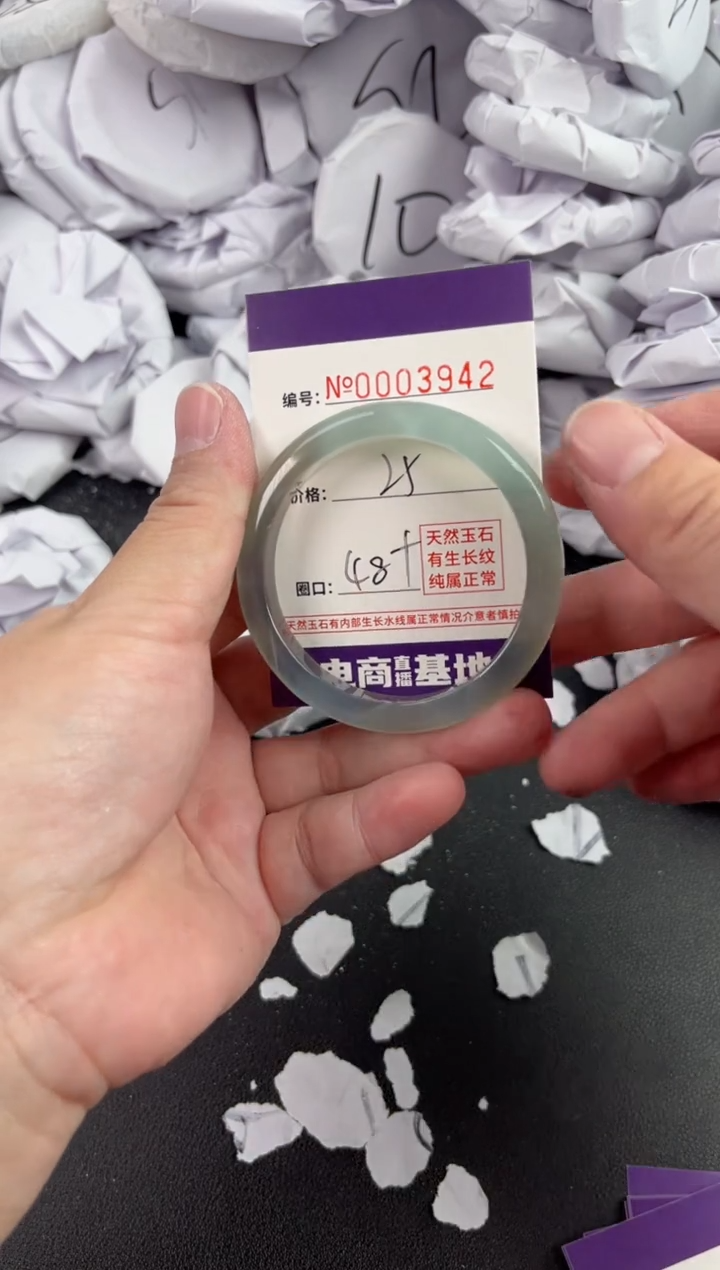 10
编号:№0003942
价格:25
圈口:48+
天然玉石
有生长纹
纯属正常
天然玉石有内部生长水线属正常情况介意者慎拍
电商直播基地